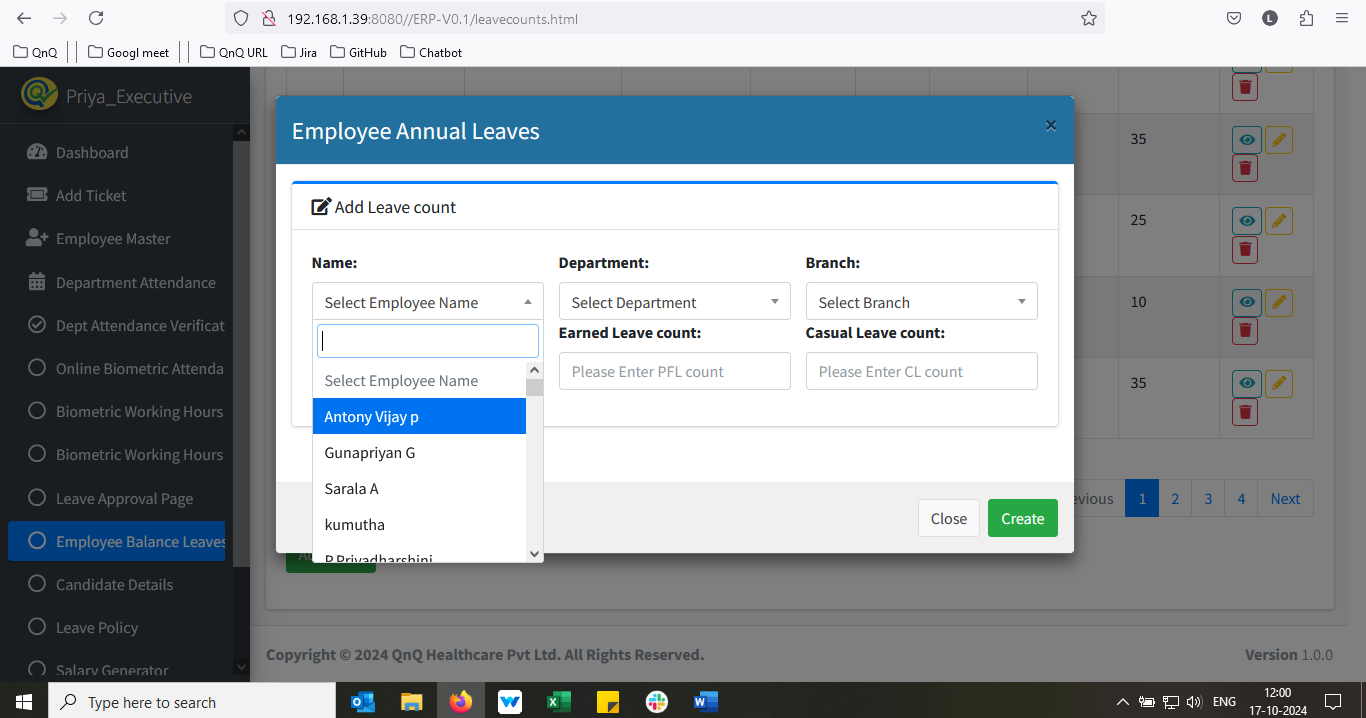 192.168.1.39:8080//ERP-V0.1/leavecounts.html
L
QnQ
Googl meet
QnQ URL
Jira
GitHub
Chatbot
Priya_Executive
Dashboard
Add Ticket
Employee Master
Department Attendance
Dept Attendance Verificat
Online Biometric Attenda
Biometric Working Hours
Biometric Working Hours
Leave Approval Page
Employee Balance Leaves
Candidate Details
Leave Policy
Salary Generator
Employee Annual Leaves
×
Add Leave count
Name:
Department:
Branch:
Select Employee Name
Select Department
Select Branch
Earned Leave count:
Casual Leave count:
Please Enter PFL count
Please Enter CL count
Select Employee Name
Antony Vijay p
Gunapriyan G
Sarala A
kumutha
P.Priyadharshini
Close
Create
35
25
10
35
evious
1
2
3
4
Next
Copyright © 2024 QnQ Healthcare Pvt Ltd. All Rights Reserved.
Version 1.0.0
Type here to search
ENG
12:00
17-10-2024